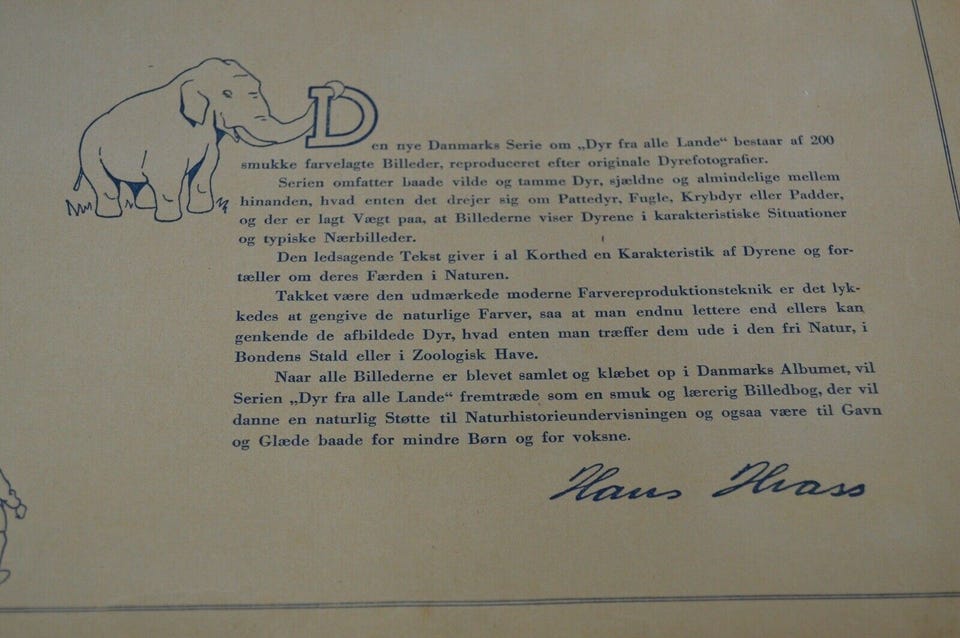 Den nye Danmarks Serie om „Dyr fra alle Lande“ bestaar af 200
smukke farvelagte Billeder, reproduceret efter originale Dyrefotografier.
Serien omfatter baade vilde og tamme Dyr, sjældne og almindelige mellem
hinanden, hvad enten det drejer sig om Pattedyr, Fugle, Krybdyr eller Padder,
og der er lagt Vægt paa, at Billederne viser Dyrene i karakteristiske Situationer
og typiske Nærbilleder.
Den ledsagende Tekst giver i al Korthed en Karakteristik af Dyrene og for-
tæller om deres Færden i Naturen.
Takket være den udmærkede moderne Farvereproduktionsteknik er det lyk-
kedes at gengive de naturlige Farver, saa at man endnu lettere end ellers kan
genkende de afbildede Dyr, hvad enten man træffer dem ude i den fri Natur, i
Bondens Stald eller i Zoologisk Have.
Naar alle Billederne er blevet samlet og klæbet op i Danmarks Albumet, vil
Serien „Dyr fra alle Lande“ fremtræde som en smuk og lærerig Billedbog, der vil
danne en naturlig Støtte til Naturhistorieundervisningen og ogsaa være til Gavn
og Glæde baade for mindre Børn og for voksne.
Hans Hvass